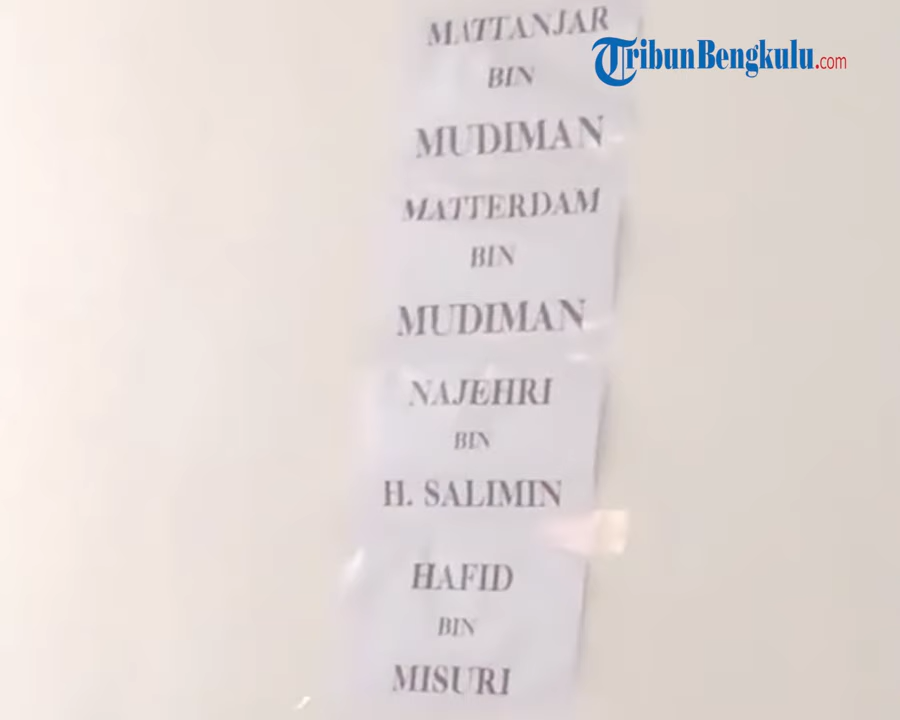 MATTANJAR
TribunBengkulu.com
BIN
MUDIMAN
MATTERDAM
BIN
MUDIMAN
NAJEHRI
BIN
H. SALIMIN
HAFID
BIN
MISURI